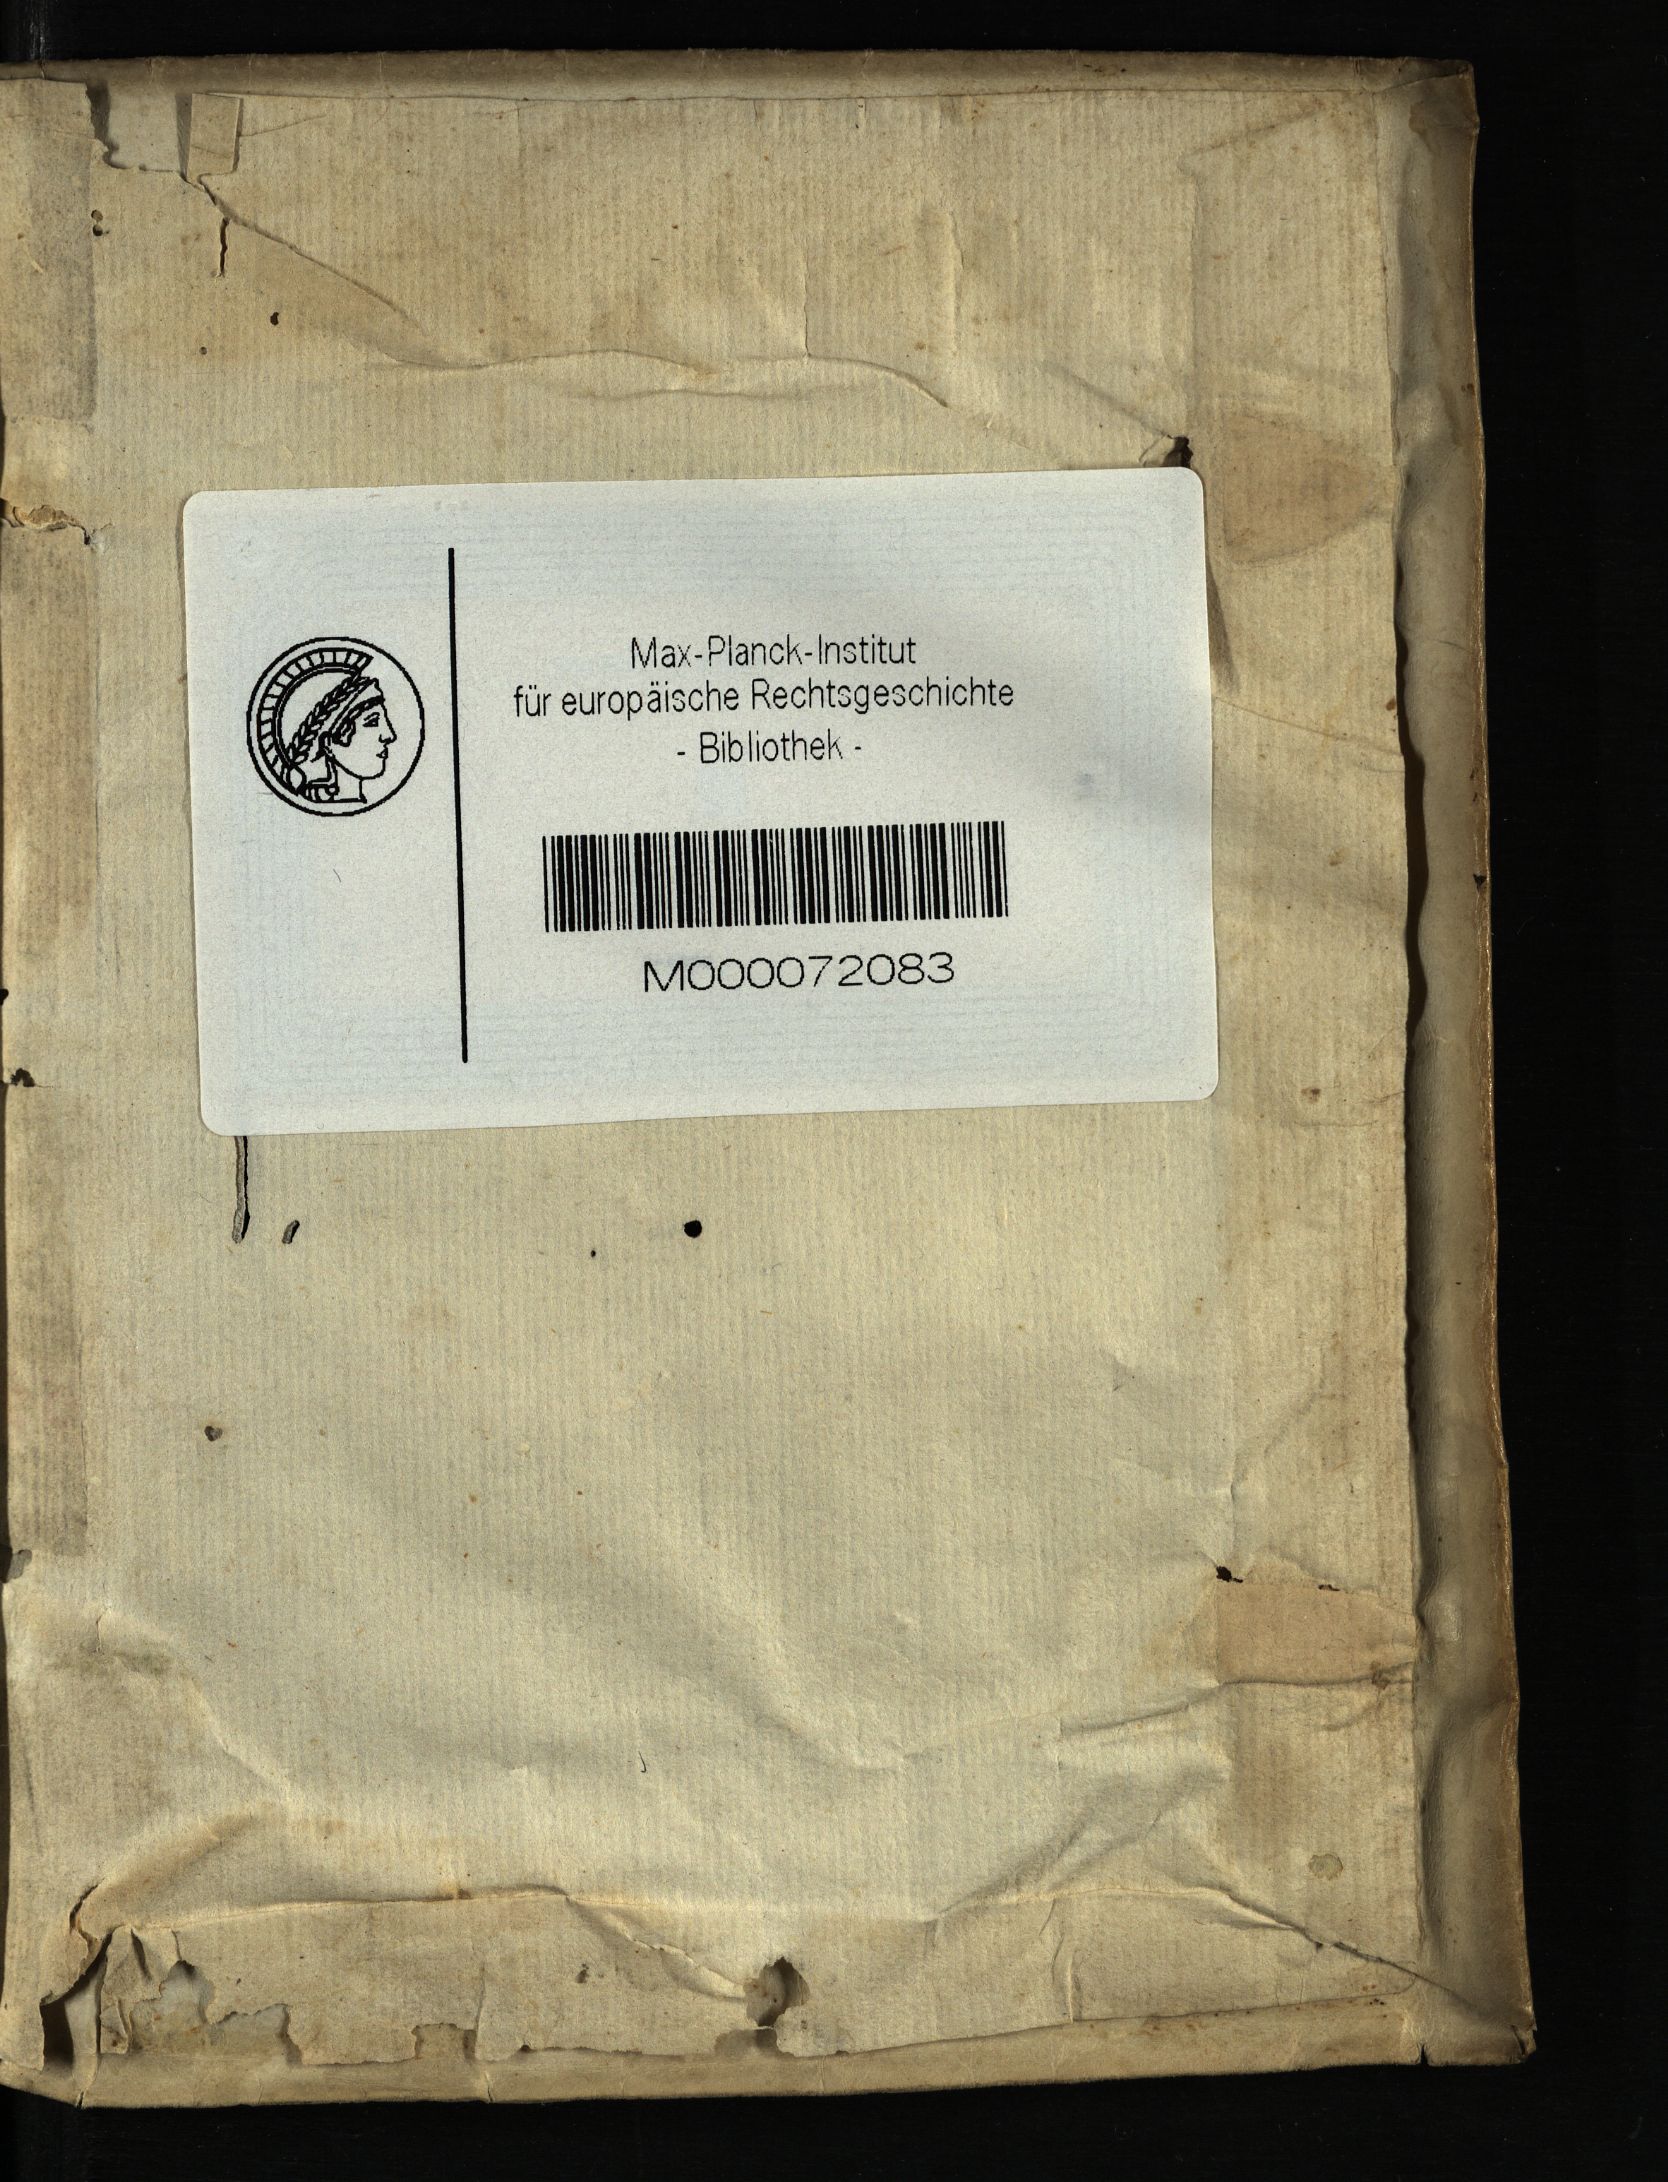 Max-Planck-Institut
für europäische Rechtsgeschichte
- Bibliothek -
M000072083